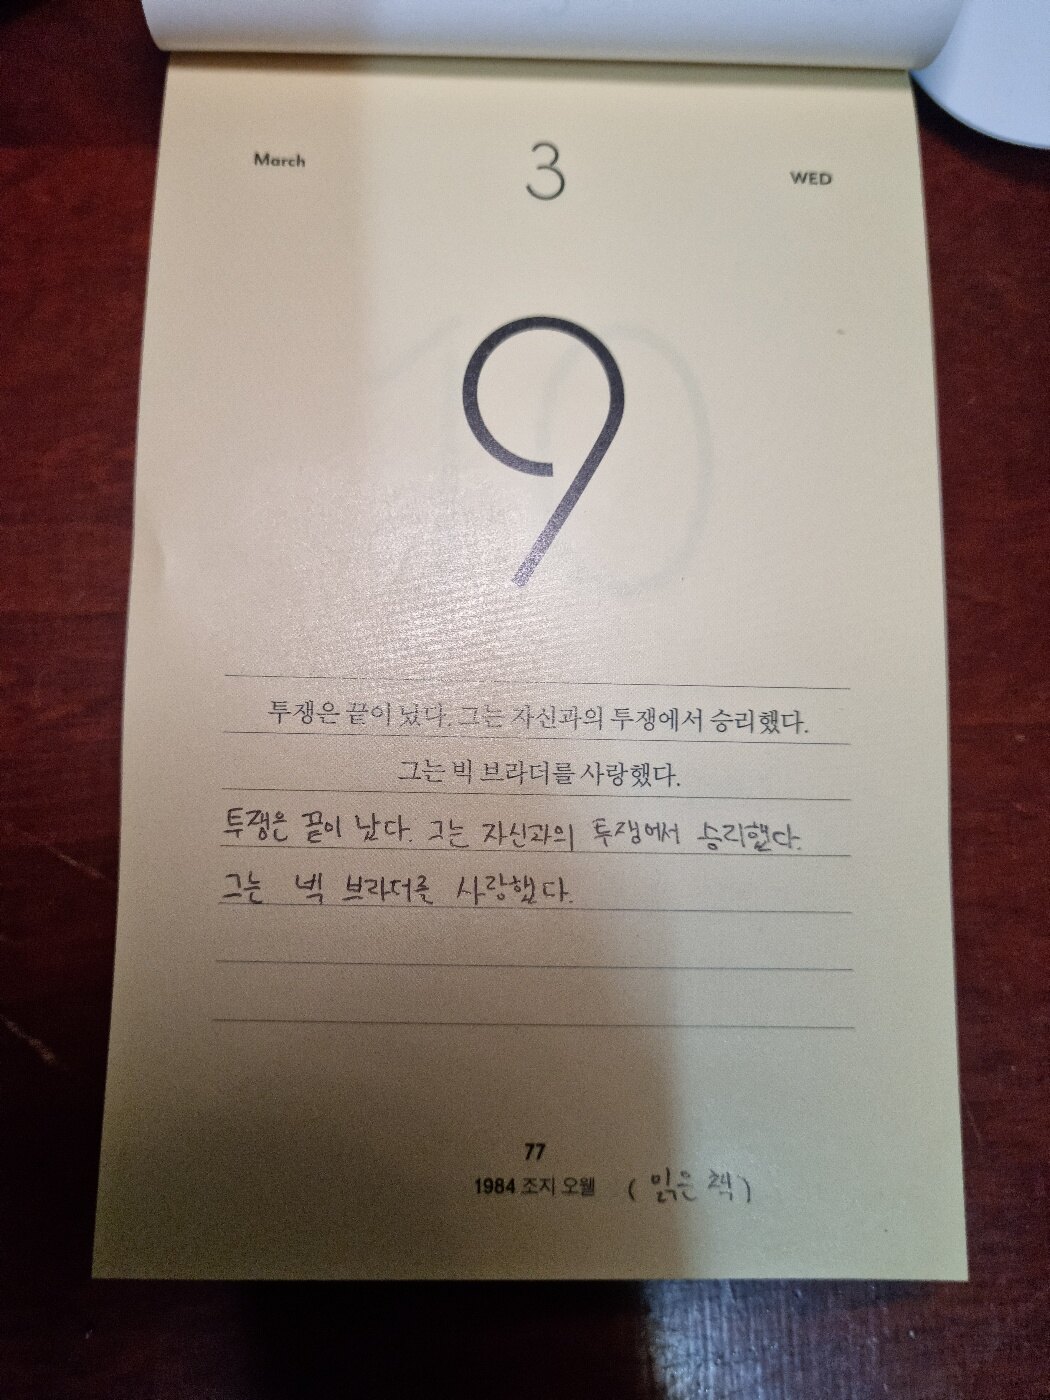 March 3 WED
9
투쟁은 끝이 났다. 그는 자신과의 투쟁에서 승리했다.
그는 빅 브라더를 사랑했다.
투쟁은 끝이 났다. 그는 자신과의 투쟁에서 승리했다.
그는 빅 브라더를 사랑했다.
77
1984 조지 오웰 (읽은 책)